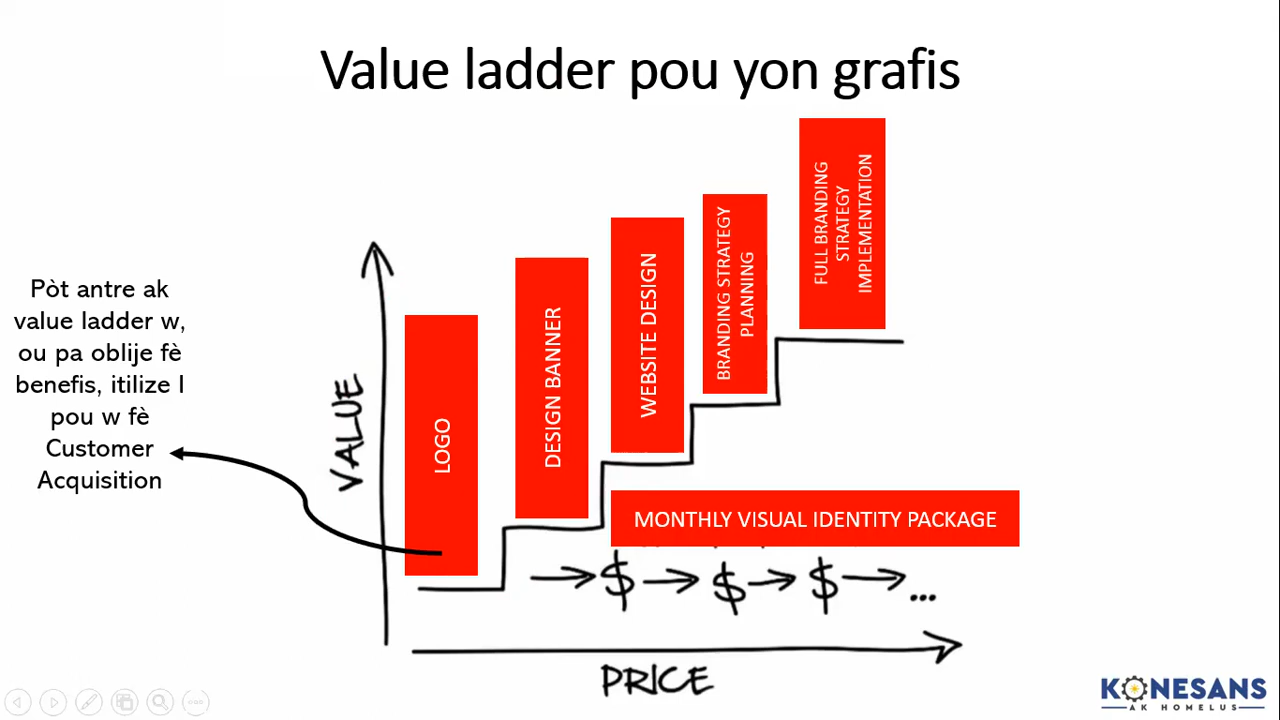 Value ladder pou yon grafis
Pòt antre ak
value ladder w,
ou pa oblije fè
benefis, itilize l
pou w fè
Customer
Acquisition
VALUE
LOGO
DESIGN BANNER
WEBSITE DESIGN
BRANDING STRATEGY
PLANNING
FULL BRANDING
STRATEGY
IMPLEMENTATION
MONTHLY VISUAL IDENTITY PACKAGE
$ $ $ ...
PRICE
KONESANS
AK HOMELUS